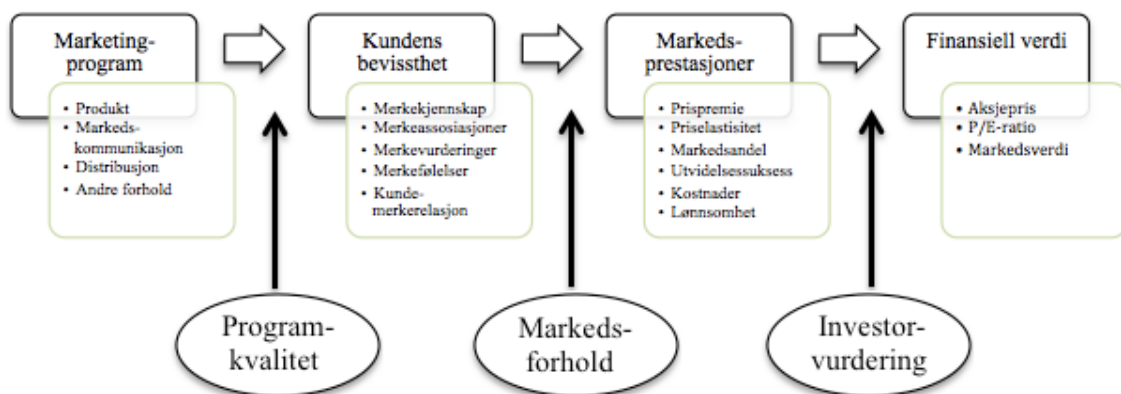 Marketing-
program
• Produkt
• Markeds-
kommunikasjon
• Distribusjon
• Andre forhold
Kundens
bevissthet
• Merkekjennskap
• Merkeassosiasjoner
• Merkevurderinger
• Merkefølelser
• Kunde-
merkerelasjon
Markeds-
prestasjoner
• Prispremie
• Priselastisitet
• Markedsandel
• Utvidelsessuksess
• Kostnader
• Lønnsomhet
Finansiell verdi
• Aksjepris
• P/E-ratio
• Markedsverdi
Program-
kvalitet
Markeds-
forhold
Investor-
vurdering